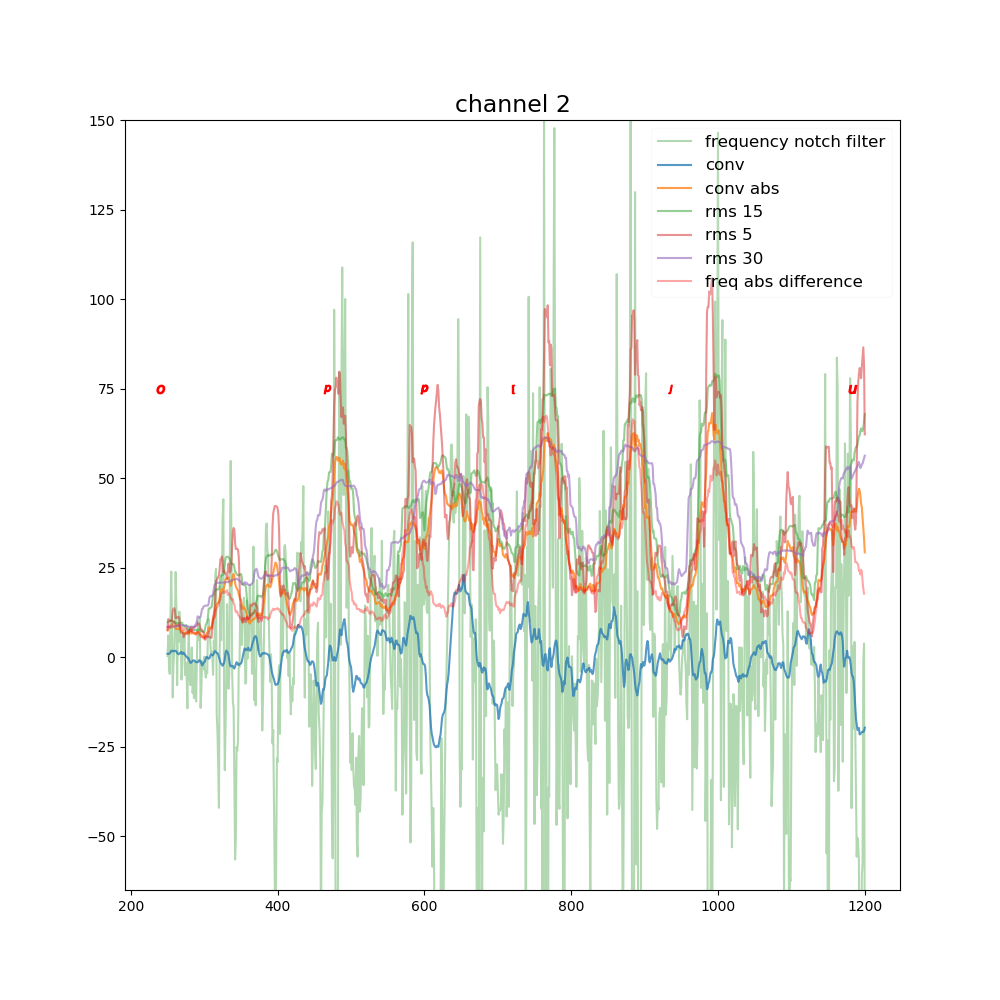 channel 2
150
125
100
75
50
25
0
−25
−50
200 400 600 800 1000 1200
frequency notch filter
conv
conv abs
rms 15
rms 5
rms 30
freq abs difference
o p p u